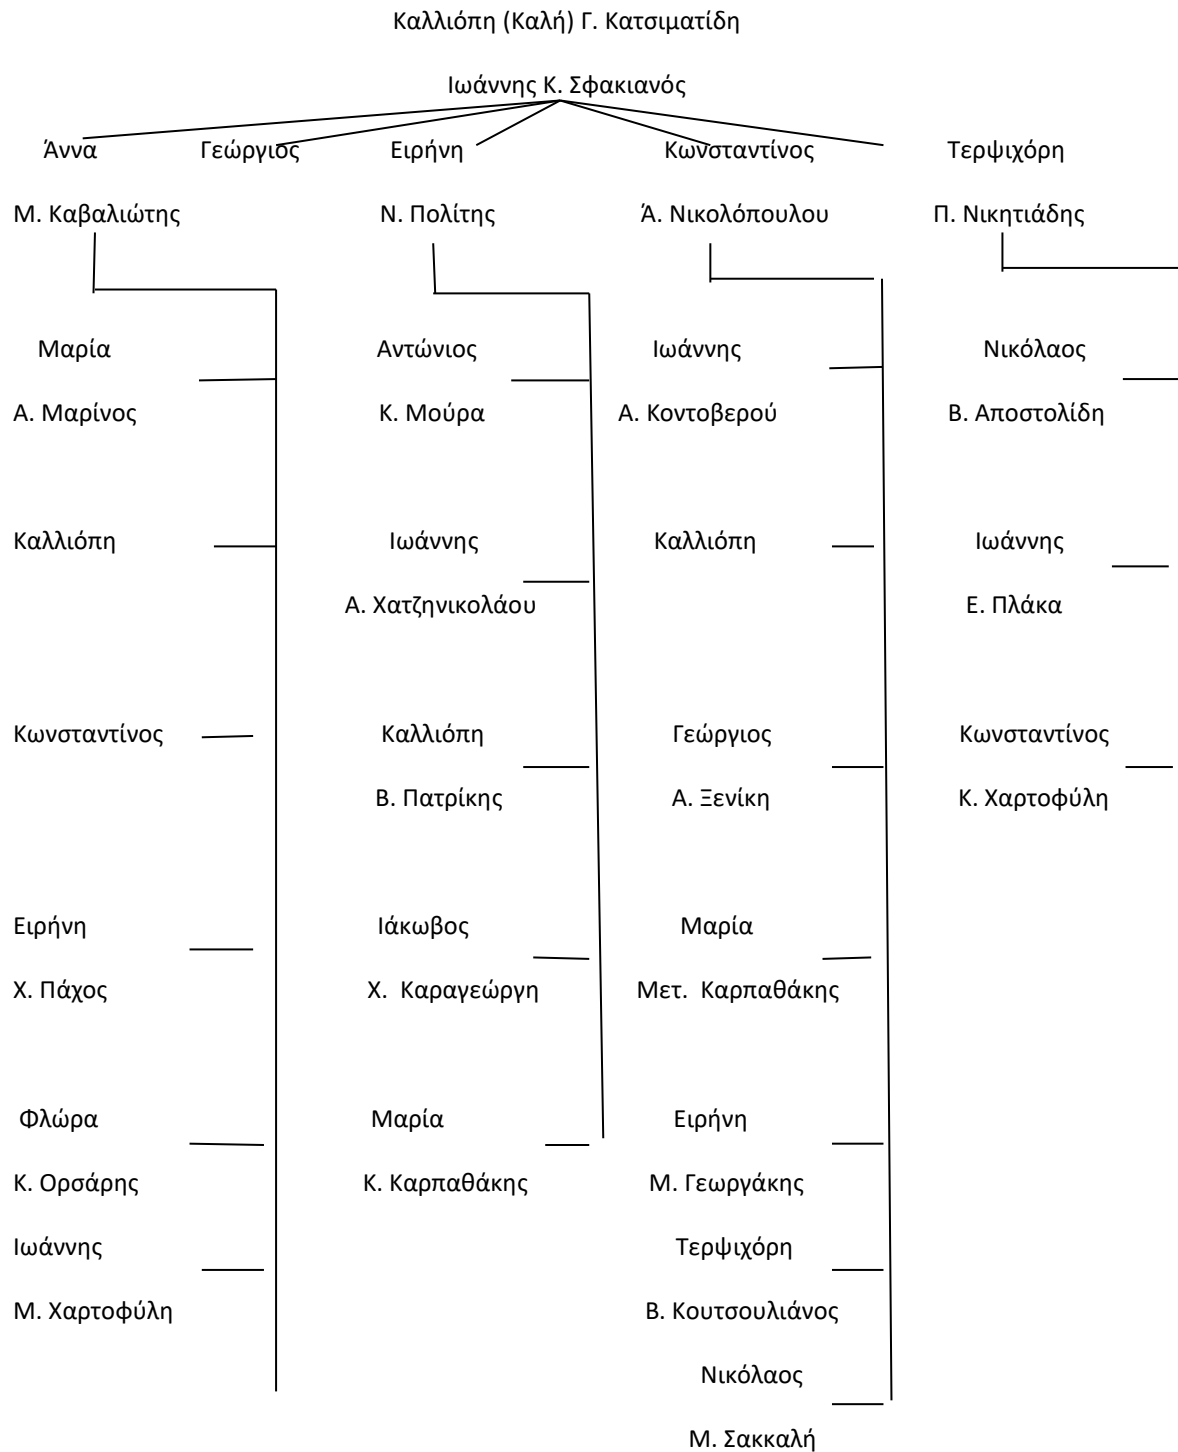 Καλλιόπη (Καλή) Γ. Κατσιματίδη
Ιωάννης Κ. Σφακιανός
Άννα Γεώργιος Ειρήνη Κωνσταντίνος Τερψιχόρη
Μ. Καβαλιώτης Ν. Πολίτης Ά. Νικολόπουλου Π. Νικητιάδης
Μαρία Αντώνιος Ιωάννης Νικόλαος
Α. Μαρίνος Κ. Μούρα Α. Κοντοβερού Β. Αποστολίδη
Καλλιόπη Ιωάννης Καλλιόπη Ιωάννης
Α. Χατζηνικολάου Ε. Πλάκα
Κωνσταντίνος Καλλιόπη Γεώργιος Κωνσταντίνος
Β. Πατρίκης Α. Ξενίκη Κ. Χαρτοφύλη
Ειρήνη Ιάκωβος Μαρία
Χ. Πάχος Χ. Καραγεώργη Μετ. Καρπαθάκης
Φλώρα Μαρία Ειρήνη
Κ. Ορσάρης Κ. Καρπαθάκης Μ. Γεωργάκης
Ιωάννης Τερψιχόρη
Μ. Χαρτοφύλη Β. Κουτσουλιάνος
Νικόλαος
Μ. Σακκαλή